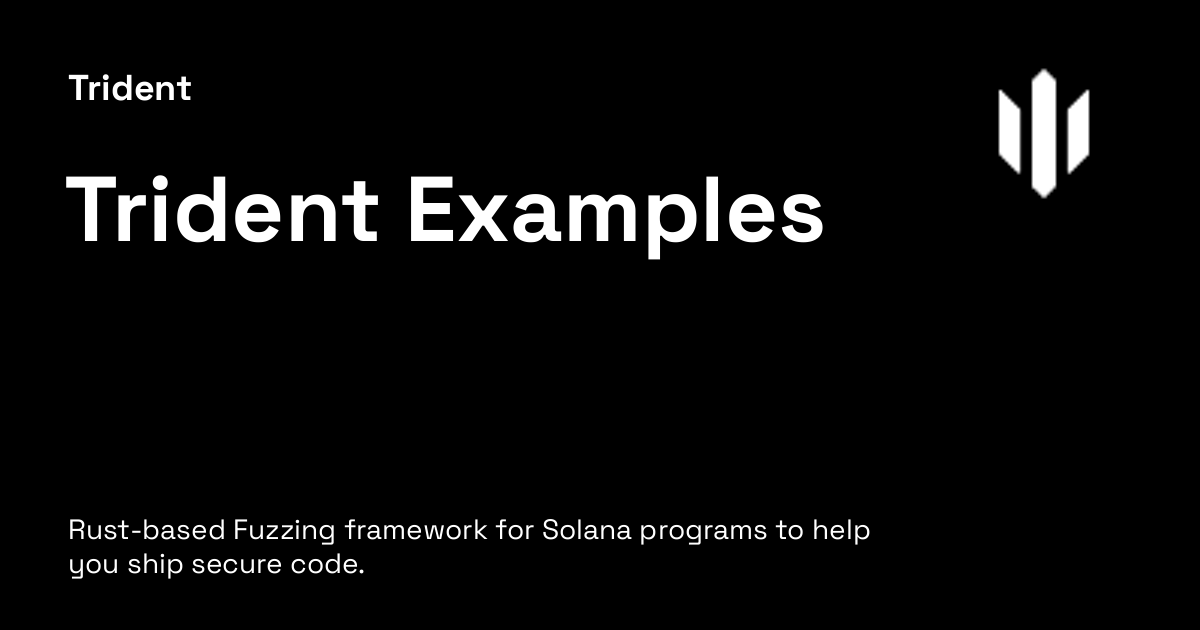 Trident
Trident Examples
Rust-based Fuzzing framework for Solana programs to help
you ship secure code.